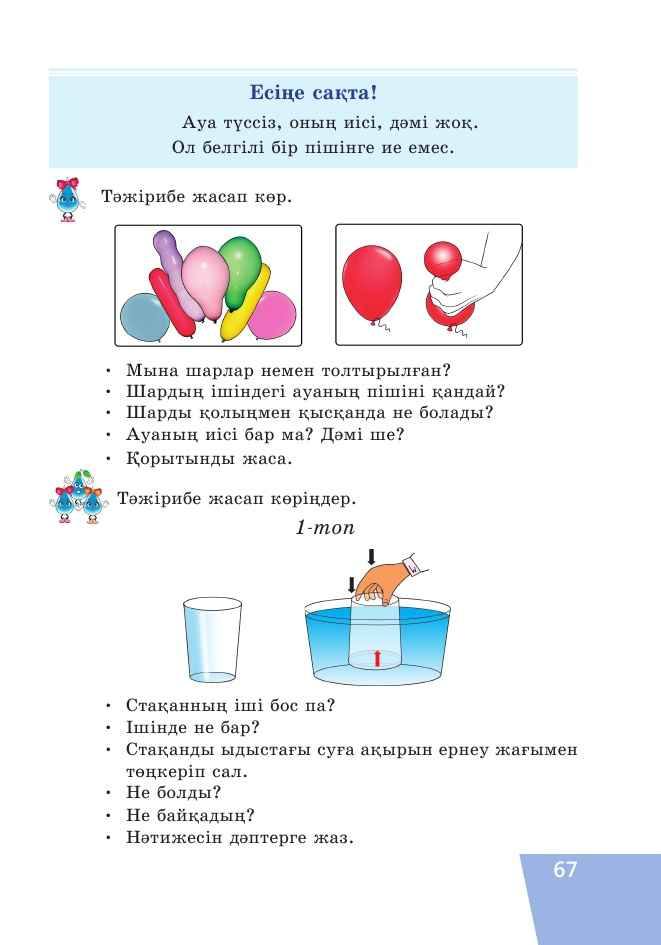 Есіңе сақта!
Ауа түссіз, оның иісі, дәмі жоқ.
Ол белгілі бір пішінге ие емес.
Тәжірибе жасап көр.
• Мына шарлар немен толтырылған?
• Шардың ішіндегі ауаның пішіні қандай?
• Шарды қолыңмен қысқанда не болады?
• Ауаның иісі бар ма? Дәмі ше?
• Қорытынды жаса.
Тәжірибе жасап көріңдер.
1-топ
• Стақанның іші бос па?
• Ішінде не бар?
• Стақанды ыдыстағы суға ақырын ернеу жағымен
төңкеріп сал.
• Не болды?
• Не байқадың?
• Нәтижесін дәптерге жаз.
67